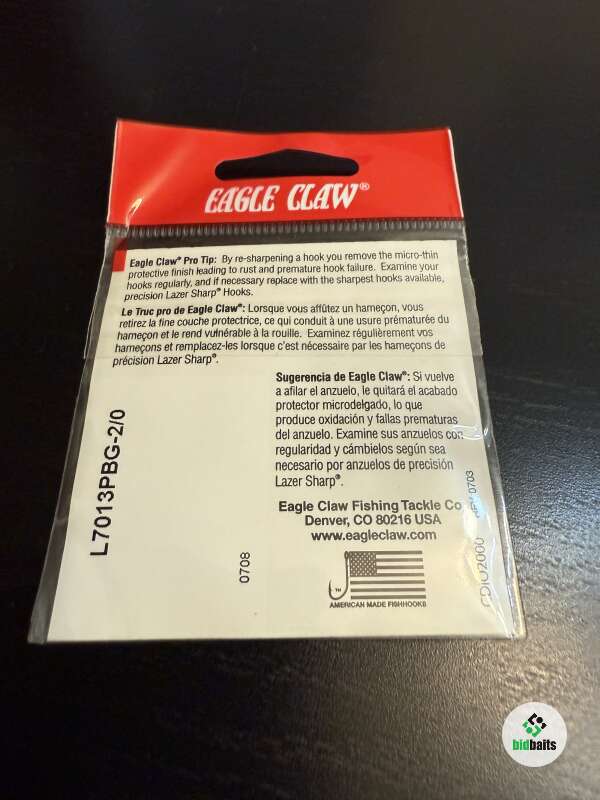 EAGLE CLAW®
Eagle Claw® Pro Tip: By re-sharpening a hook you remove the micro-thin
protective finish leading to rust and premature hook failure. Examine your
hooks regularly, and if necessary replace with the sharpest hooks available,
precision Lazer Sharp® Hooks.
Le Truc pro de Eagle Claw®: Lorsque vous affûtez un hameçon, vous
retirez la fine couche protectrice, ce qui conduit à une usure prématurée du
hameçon et le rend vulnérable à la rouille. Examinez régulièrement vos
hameçons et remplacez-les lorsque c'est nécessaire par les hameçons de
précision Lazer Sharp®.
Sugerencia de Eagle Claw®: Si vuelve
a afilar el anzuelo, le quitará el acabado
protector microdelgado, lo que
produce oxidación y fallas prematuras
del anzuelo. Examine sus anzuelos con
regularidad y cámbielos según sea
necesario por anzuelos de precisión
Lazer Sharp®.
Eagle Claw Fishing Tackle Co
Denver, CO 80216 USA
www.eagleclaw.com
™
AMERICAN MADE FISHHOOKS
L7013PBG-2/0
0708
0703
bidbaits